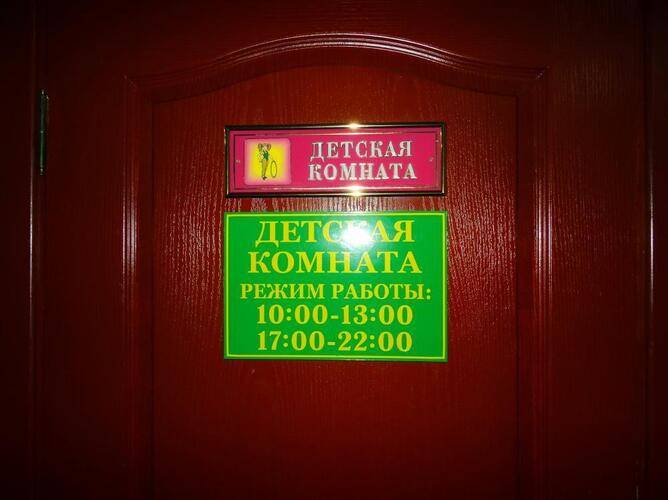 ДЕТСКАЯ
КОМНАТА
ДЕТСКАЯ
КОМНАТА
РЕЖИМ РАБОТЫ:
10:00-13:00
17:00-22:00